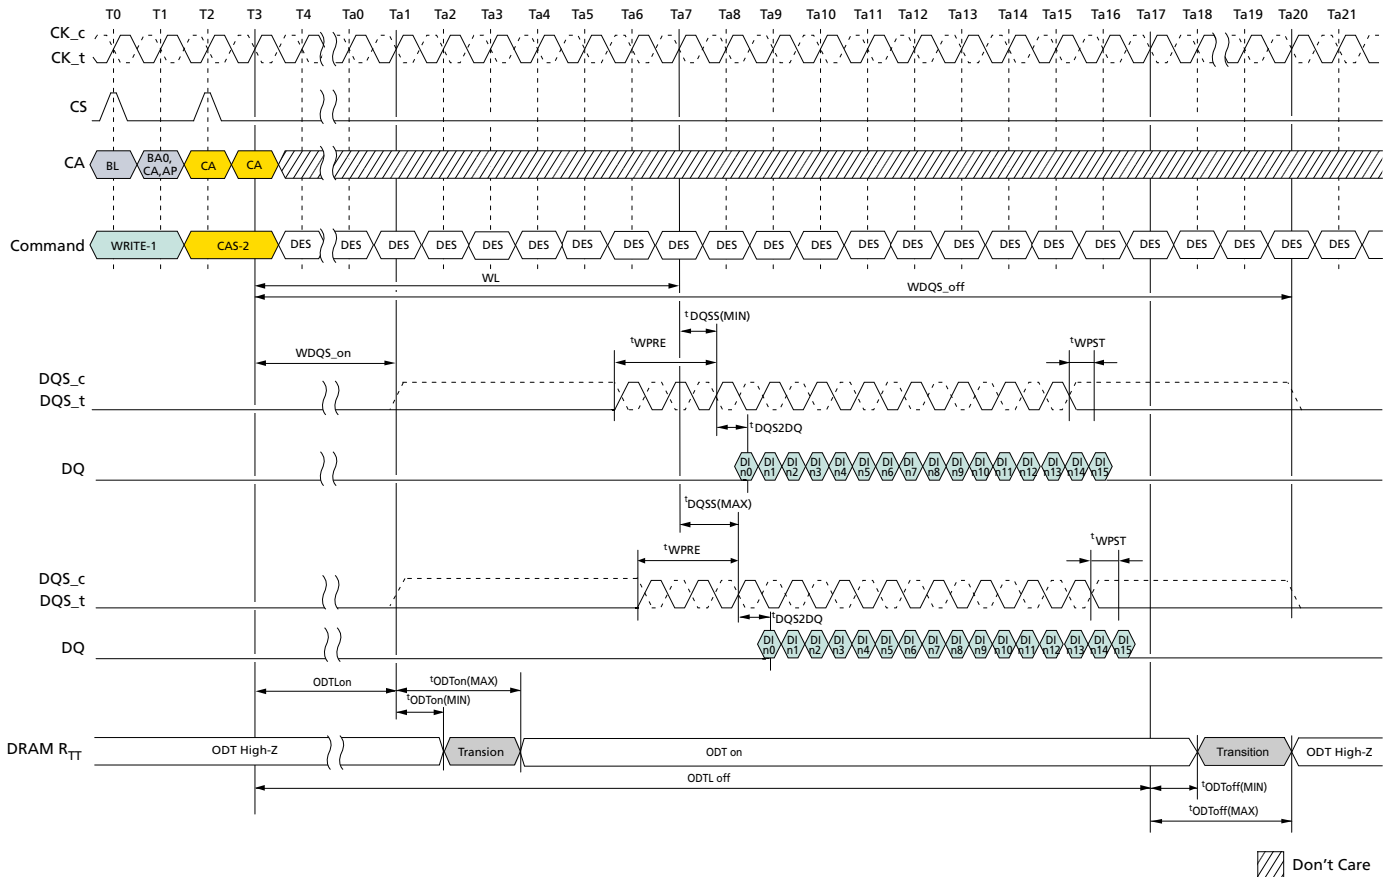 T0 T1 T2 T3 T4 Ta0 Ta1 Ta2 Ta3 Ta4 Ta5 Ta6 Ta7 Ta8 Ta9 Ta10 Ta11 Ta12 Ta13 Ta14 Ta15 Ta16 Ta17 Ta18 Ta19 Ta20 Ta21
CK_c
CK_t
CS
CA BL BA0, CA, AP CA CA
Command WRITE-1 CAS-2 DES DES DES DES DES DES DES DES DES DES DES DES DES DES DES DES DES DES DES DES DES DES DES
WL
WDQS_off
tDQSS(MIN)
WDQS_on tWPRE tWPST
DQS_c
DQS_t
tDQS2DQ
DQ DI n0 DI n1 DI n2 DI n3 DI n4 DI n5 DI n6 DI n7 DI n8 DI n9 DI n10 DI n11 DI n12 DI n13 DI n14 DI n15
tDQSS(MAX)
tWPRE tWPST
DQS_c
DQS_t
tDQS2DQ
DQ DI n0 DI n1 DI n2 DI n3 DI n4 DI n5 DI n6 DI n7 DI n8 DI n9 DI n10 DI n11 DI n12 DI n13 DI n14 DI n15
ODTLon tODTon(MAX)
tODTon(MIN)
DRAM RTT ODT High-Z Transion ODT on Transition ODT High-Z
ODTL off tODToff(MIN)
tODToff(MAX)
Don't Care